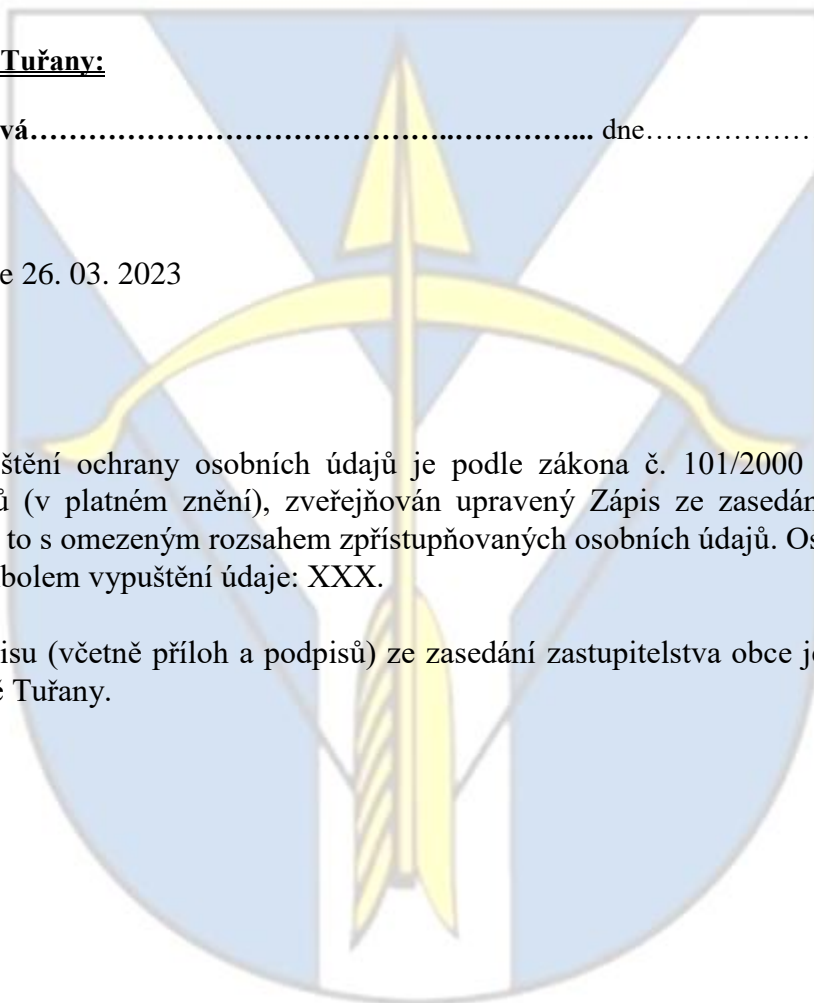 Tuřany:
vá……………………………………...…………... dne………………
e 26. 03. 2023
štění ochrany osobních údajů je podle zákona č. 101/2000
ů (v platném znění), zveřejňován upravený Zápis ze zasedán
to s omezeným rozsahem zpřístupňovaných osobních údajů. Os
bolem vypuštění údaje: XXX.
isu (včetně příloh a podpisů) ze zasedání zastupitelstva obce je
ě Tuřany.